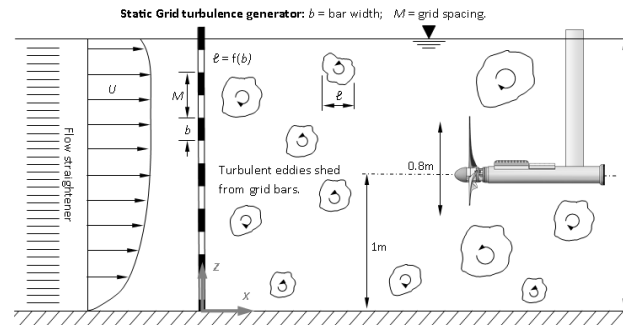 Static Grid turbulence generator: b = bar width; M = grid spacing.
ℓ = f(b)
U
M
ℓ
b
Flow straightener
Turbulent eddies shed
from grid bars.
0.8m
1m
Z
X